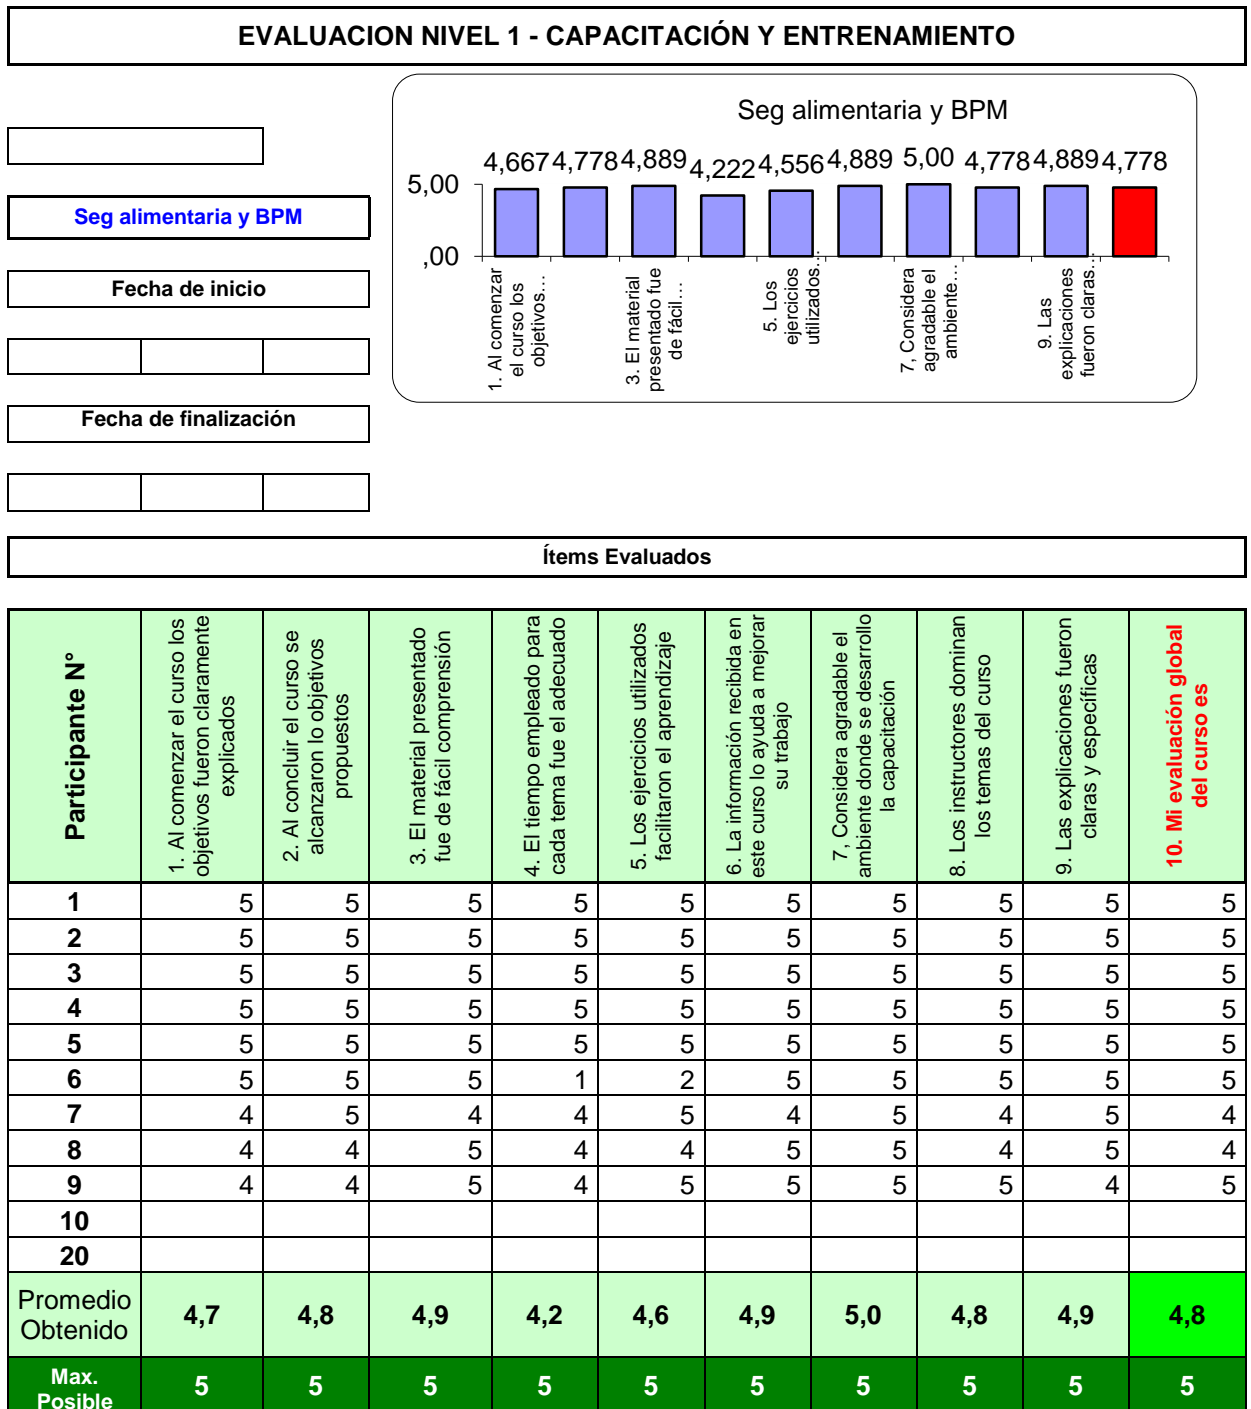 EVALUACION NIVEL 1 - CAPACITACIÓN Y ENTRENAMIENTO
Seg alimentaria y BPM
4,667 4,778 4,889 4,222 4,556 4,889 5,00 4,778 4,889 4,778
5,00
,00
1. Al comenzar
el curso los
objetivos…
3. El material
presentado fue
de fácil…
5. Los
ejercicios
utilizados…
7, Considera
agradable el
ambiente…
9. Las
explicaciones
fueron claras…
Seg alimentaria y BPM
Fecha de inicio
Fecha de finalización
Ítems Evaluados
Participante N°
1. Al comenzar el curso los
objetivos fueron claramente
explicados
2. Al concluir el curso se
alcanzaron lo objetivos
propuestos
3. El material presentado
fue de fácil comprensión
4. El tiempo empleado para
cada tema fue el adecuado
5. Los ejercicios utilizados
facilitaron el aprendizaje
6. La información recibida en
este curso lo ayuda a mejorar
su trabajo
7, Considera agradable el
ambiente donde se desarrollo
la capacitación
8. Los instructores dominan
los temas del curso
9. Las explicaciones fueron
claras y específicas
10. Mi evaluación global
del curso es
1 5 5 5 5 5 5 5 5 5 5
2 5 5 5 5 5 5 5 5 5 5
3 5 5 5 5 5 5 5 5 5 5
4 5 5 5 5 5 5 5 5 5 5
5 5 5 5 5 5 5 5 5 5 5
6 5 5 5 1 2 5 5 5 5 5
7 4 5 4 4 5 4 5 4 5 4
8 4 4 5 4 4 5 5 4 5 4
9 4 4 5 4 5 5 5 5 4 5
10
20
Promedio
Obtenido
4,7 4,8 4,9 4,2 4,6 4,9 5,0 4,8 4,9 4,8
Max.
Posible
5 5 5 5 5 5 5 5 5 5